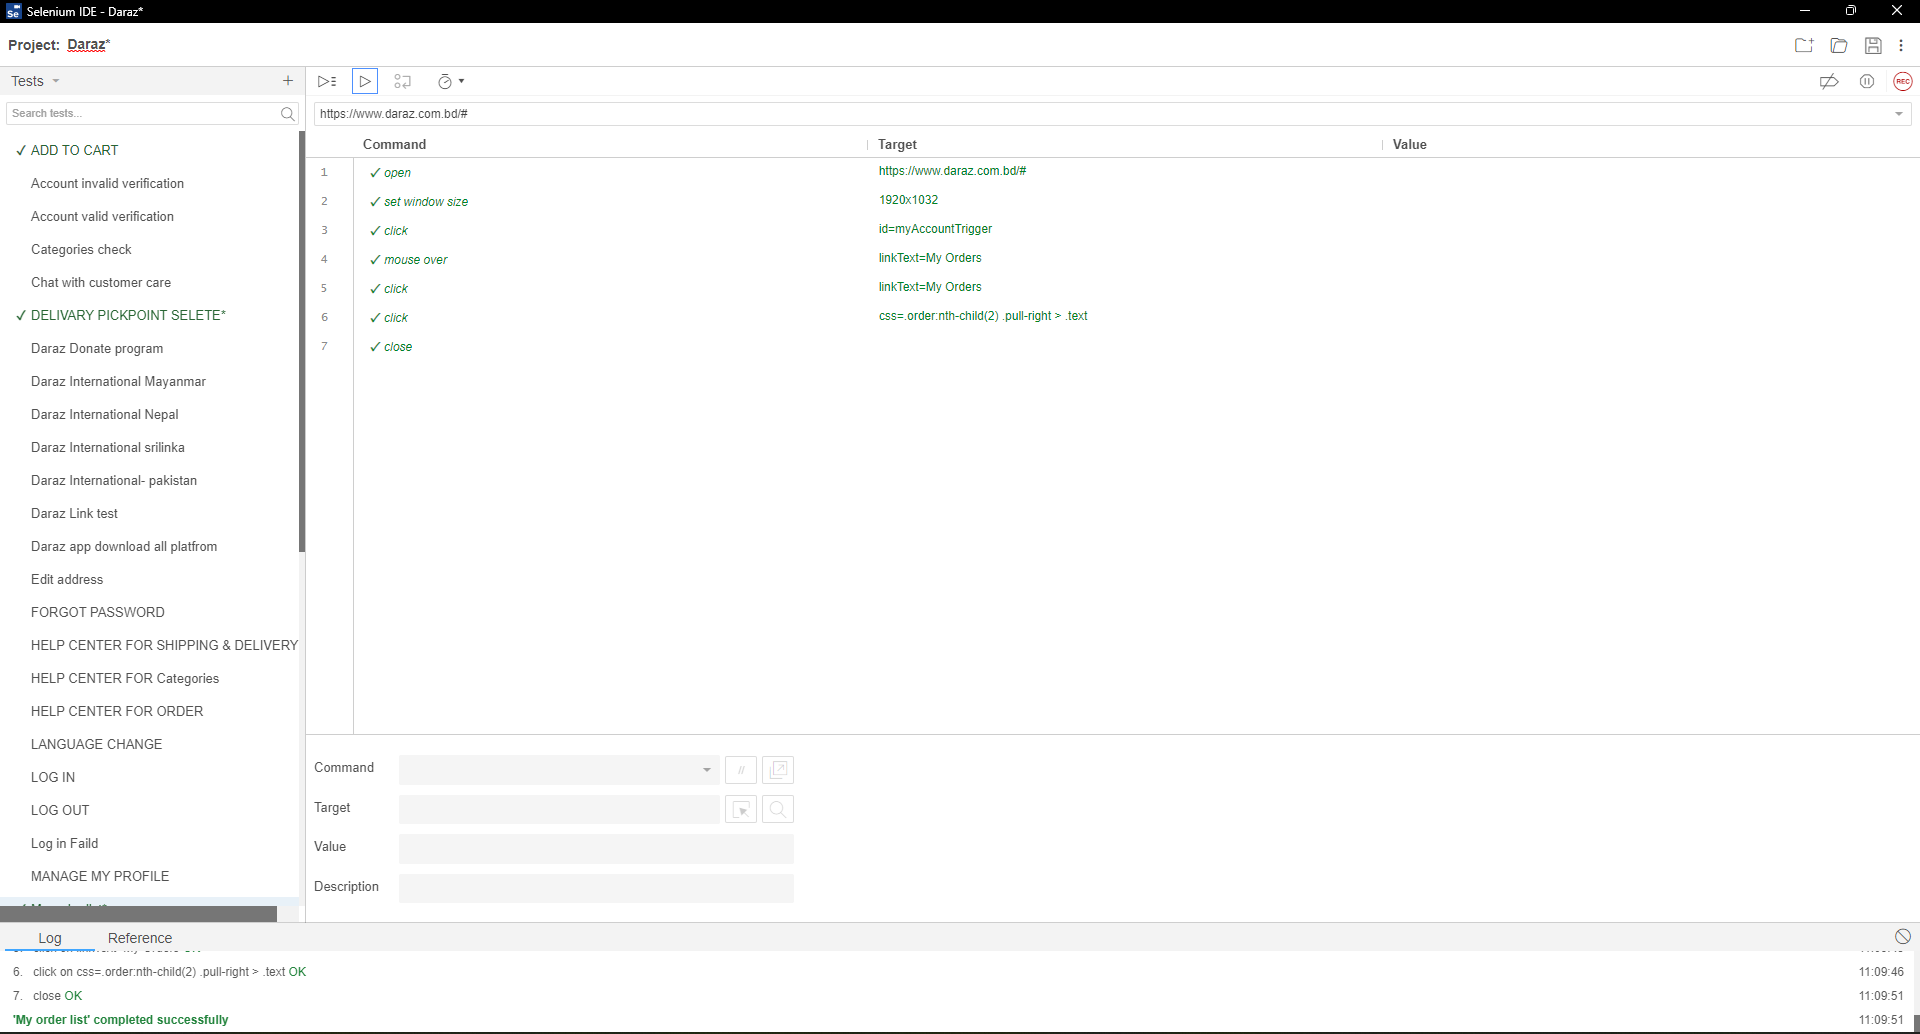 Selenium IDE - Daraz*
Project: Daraz*
Tests
Search tests...
✓ ADD TO CART
Account invalid verification
Account valid verification
Categories check
Chat with customer care
✓ DELIVARY PICKPOINT SELETE*
Daraz Donate program
Daraz International Mayanmar
Daraz International Nepal
Daraz International srilinka
Daraz International- pakistan
Daraz Link test
Daraz app download all platfrom
Edit address
FORGOT PASSWORD
HELP CENTER FOR SHIPPING & DELIVERY
HELP CENTER FOR Categories
HELP CENTER FOR ORDER
LANGUAGE CHANGE
LOG IN
LOG OUT
Log in Faild
MANAGE MY PROFILE
REC
https://www.daraz.com.bd/#
Command Target Value
1 ✓ open https://www.daraz.com.bd/#
2 ✓ set window size 1920x1032
3 ✓ click id=myAccountTrigger
4 ✓ mouse over linkText=My Orders
5 ✓ click linkText=My Orders
6 ✓ click css=.order:nth-child(2) .pull-right > .text
7 ✓ close
Command //
Target
Value
Description
Log Reference
6. click on css=.order:nth-child(2) .pull-right > .text OK 11:09:46
7. close OK 11:09:51
'My order list' completed successfully 11:09:51